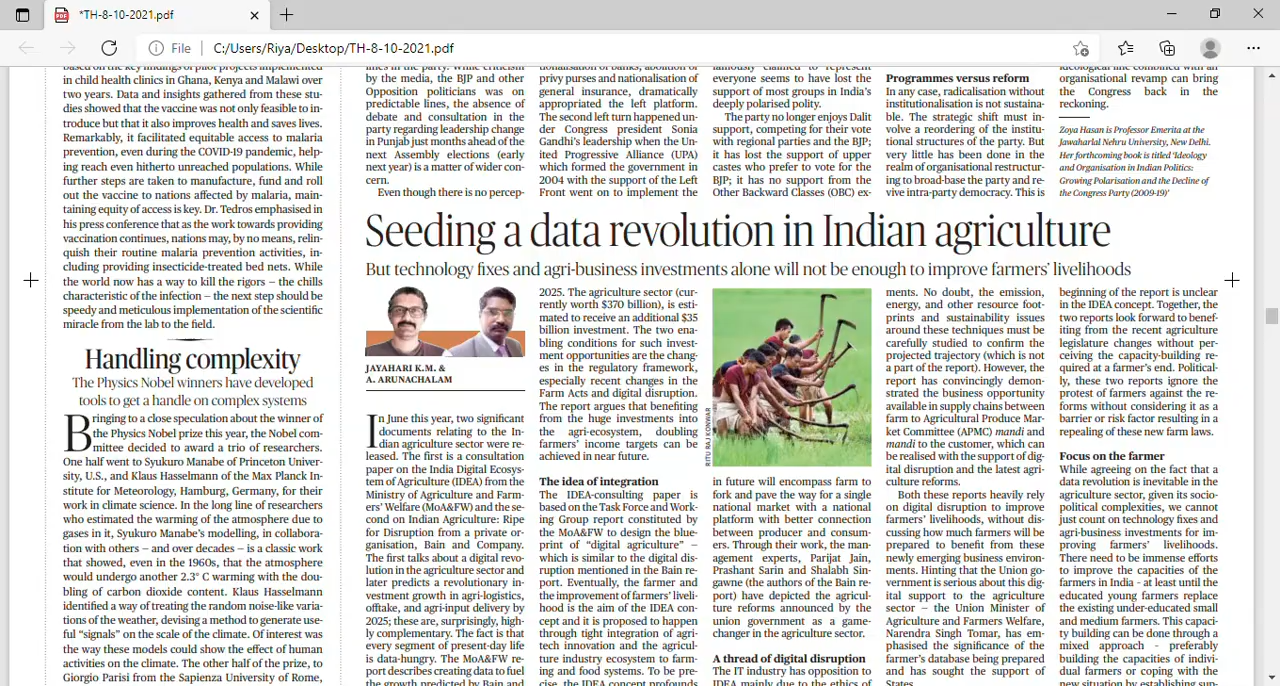 *TH-8-10-2021.pdf
File
C:/Users/Riya/Desktop/TH-8-10-2021.pdf
based on the key findings of pilot projects implemented
in child health clinics in Ghana, Kenya and Malawi over
two years. Data and insights gathered from these stu-
dies showed that the vaccine was not only feasible to in-
troduce but that it also improves health and saves lives.
Remarkably, it facilitated equitable access to malaria
prevention, even during the COVID-19 pandemic, help-
ing reach even hitherto unreached populations. While
further steps are taken to manufacture, fund and roll
out the vaccine to nations affected by malaria, main-
taining equity of access is key. Dr. Tedros emphasised in
his press conference that as the work towards providing
vaccination continues, nations may, by no means, relin-
quish their routine malaria prevention activities, in-
cluding providing insecticide-treated bed nets. While
the world now has a way to kill the rigors – the chills
characteristic of the infection – the next step should be
speedy and meticulous implementation of the scientific
miracle from the lab to the field.
Handling complexity
The Physics Nobel winners have developed
tools to get a handle on complex systems
Bringing to a close speculation about the winner of
the Physics Nobel prize this year, the Nobel com-
mittee decided to award a trio of researchers.
One half went to Syukuro Manabe of Princeton Univer-
sity, U.S., and Klaus Hasselmann of the Max Planck In-
stitute for Meteorology, Hamburg, Germany, for their
work in climate science. In the long line of researchers
who estimated the warming of the atmosphere due to
gases in it, Syukuro Manabe's modelling, in collabora-
tion with others – and over decades – is a classic work
that showed, even in the 1960s, that the atmosphere
would undergo another 2.3° C warming with the dou-
bling of carbon dioxide content. Klaus Hasselmann
identified a way of treating the random noise-like varia-
tions of the weather, devising a method to generate use-
ful “signals” on the scale of the climate. Of interest was
the way these models could show the effect of human
activities on the climate. The other half of the prize, to
Giorgio Parisi from the Sapienza University of Rome,
mes in the party. While criticism
by the media, the BJP and other
Opposition politicians was on
predictable lines, the absence of
debate and consultation in the
party regarding leadership change
in Punjab just months ahead of the
next Assembly elections (early
next year) is a matter of wider con-
cern.
Even though there is no percep-
nationalisation of banks, abolition of
privy purses and nationalisation of
general insurance, dramatically
appropriated the left platform.
The second left turn happened un-
der Congress president Sonia
Gandhi's leadership when the Un-
ited Progressive Alliance (UPA)
which formed the government in
2004 with the support of the Left
Front went on to implement the
claimed to represent
everyone seems to have lost the
support of most groups in India's
deeply polarised polity.
The party no longer enjoys Dalit
support, competing for their vote
with regional parties and the BJP;
it has lost the support of upper
castes who prefer to vote for the
BJP; it has no support from the
Other Backward Classes (OBC) ex-
Programmes versus reform
In any case, radicalisation without
institutionalisation is not sustaina-
ble. The strategic shift must in-
volve a reordering of the institu-
tional structures of the party. But
very little has been done in the
realm of organisational restructur-
ing to broad-base the party and re-
vive intra-party democracy. This is
ideological line combined with an
organisational revamp can bring
the Congress back in the
reckoning.
Zoya Hasan is Professor Emerita at the
Jawaharlal Nehru University, New Delhi.
Her forthcoming book is titled ‘Ideology
and Organisation in Indian Politics:
Growing Polarisation and the Decline of
the Congress Party (2009-19)’
Seeding a data revolution in Indian agriculture
But technology fixes and agri-business investments alone will not be enough to improve farmers' livelihoods
JAYAHARI K.M. &
A. ARUNACHALAM
In June this year, two significant
documents relating to the In-
dian agriculture sector were re-
leased. The first is a consultation
paper on the India Digital Ecosys-
tem of Agriculture (IDEA) from the
Ministry of Agriculture and Farm-
ers' Welfare (MoA&FW) and the se-
cond on Indian Agriculture: Ripe
for Disruption from a private or-
ganisation, Bain and Company.
The first talks about a digital revo-
lution in the agriculture sector and
later predicts a revolutionary in-
vestment growth in agri-logistics,
offtake, and agri-input delivery by
2025; these are, surprisingly, high-
ly complementary. The fact is that
every segment of present-day life
is data-hungry. The MoA&FW re-
port describes creating data to fuel
the growth predicted by Bain and
2025. The agriculture sector (cur-
rently worth $370 billion), is esti-
mated to receive an additional $35
billion investment. The two ena-
bling conditions for such invest-
ment opportunities are the chang-
es in the regulatory framework,
especially recent changes in the
Farm Acts and digital disruption.
The report argues that benefiting
from the huge investments into
the agri-ecosystem, doubling
farmers' income targets can be
achieved in near future.
The idea of integration
The IDEA-consulting paper is
based on the Task Force and Work-
ing Group report constituted by
the MoA&FW to design the blue-
print of “digital agriculture” –
which is similar to the digital dis-
ruption mentioned in the Bain re-
port. Eventually, the farmer and
the improvement of farmers' liveli-
hood is the aim of the IDEA con-
cept and it is proposed to happen
through tight integration of agri-
tech innovation and the agricul-
ture industry ecosystem to farm-
ing and food systems. To be pre-
cise, the IDEA concept profounds
RITU RAJ KONWAR
in future will encompass farm to
fork and pave the way for a single
national market with a national
platform with better connection
between producer and consum-
ers. Through their work, the ma-
nagement experts, Parijat Jain,
Prashant Sarin and Shalabh Sin-
gawne (the authors of the Bain re-
port) have depicted the agricul-
ture reforms announced by the
union government as a game-
changer in the agriculture sector.
A thread of digital disruption
The IT industry has opposition to
IDEA mainly due to the ethics of
ments. No doubt, the emission,
energy, and other resource foot-
prints and sustainability issues
around these techniques must be
carefully studied to confirm the
projected trajectory (which is not
a part of the report). However, the
report has convincingly demon-
strated the business opportunity
available in supply chains between
farm to Agricultural Produce Mar-
ket Committee (APMC) mandi and
mandi to the customer, which can
be realised with the support of dig-
ital disruption and the latest agri-
culture reforms.
Both these reports heavily rely
on digital disruption to improve
farmers' livelihoods, without dis-
cussing how much farmers will be
prepared to benefit from these
newly emerging business environ-
ments. Hinting that the Union go-
vernment is serious about this dig-
ital support to the agriculture
sector – the Union Minister of
Agriculture and Farmers Welfare,
Narendra Singh Tomar, has em-
phasised the significance of the
farmer's database being prepared
and has sought the support of
States
beginning of the report is unclear
in the IDEA concept. Together, the
two reports look forward to benef-
iting from the recent agriculture
legislature changes without per-
ceiving the capacity-building re-
quired at a farmer's end. Political-
ly, these two reports ignore the
protest of farmers against the re-
forms without considering it as a
barrier or risk factor resulting in a
repealing of these new farm laws.
Focus on the farmer
While agreeing on the fact that a
data revolution is inevitable in the
agriculture sector, given its socio-
political complexities, we cannot
just count on technology fixes and
agri-business investments for im-
proving farmers' livelihoods.
There need to be immense efforts
to improve the capacities of the
farmers in India - at least until the
educated young farmers replace
the existing under-educated small
and medium farmers. This capaci-
ty building can be done through a
mixed approach - preferably
building the capacities of indivi-
dual farmers or coping with the
new situation by establishing sup-